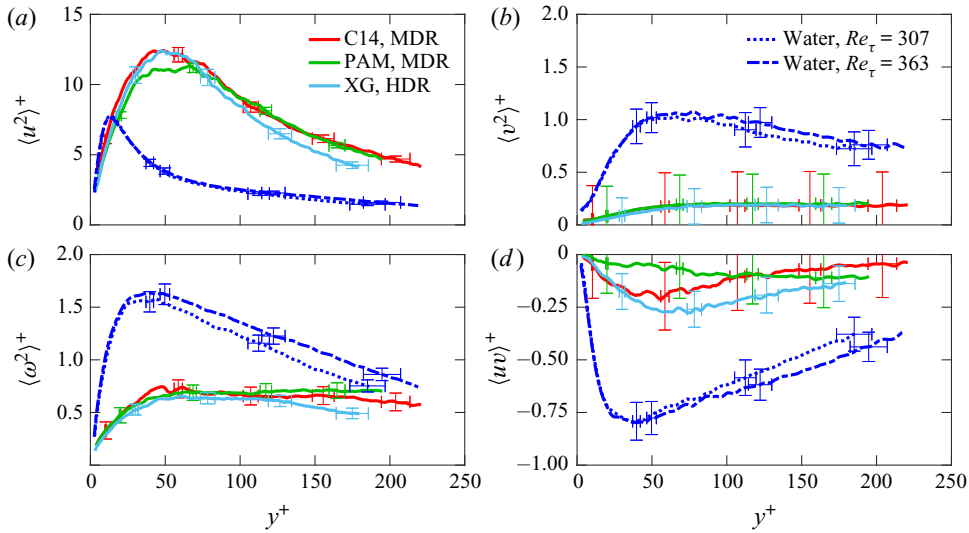 (a)
15
C14, MDR
PAM, MDR
XG, HDR
10
5
0
⟨u²⟩⁺
(b)
2.0
Water, Re_τ = 307
Water, Re_τ = 363
1.5
1.0
0.5
0
⟨v²⟩⁺
(c)
2.0
1.5
1.0
0.5
0 50 100 150 200 250
⟨ω²⟩⁺
y⁺
(d)
0
−0.25
−0.50
−0.75
−1.00
0 50 100 150 200 250
⟨uv⟩⁺
y⁺